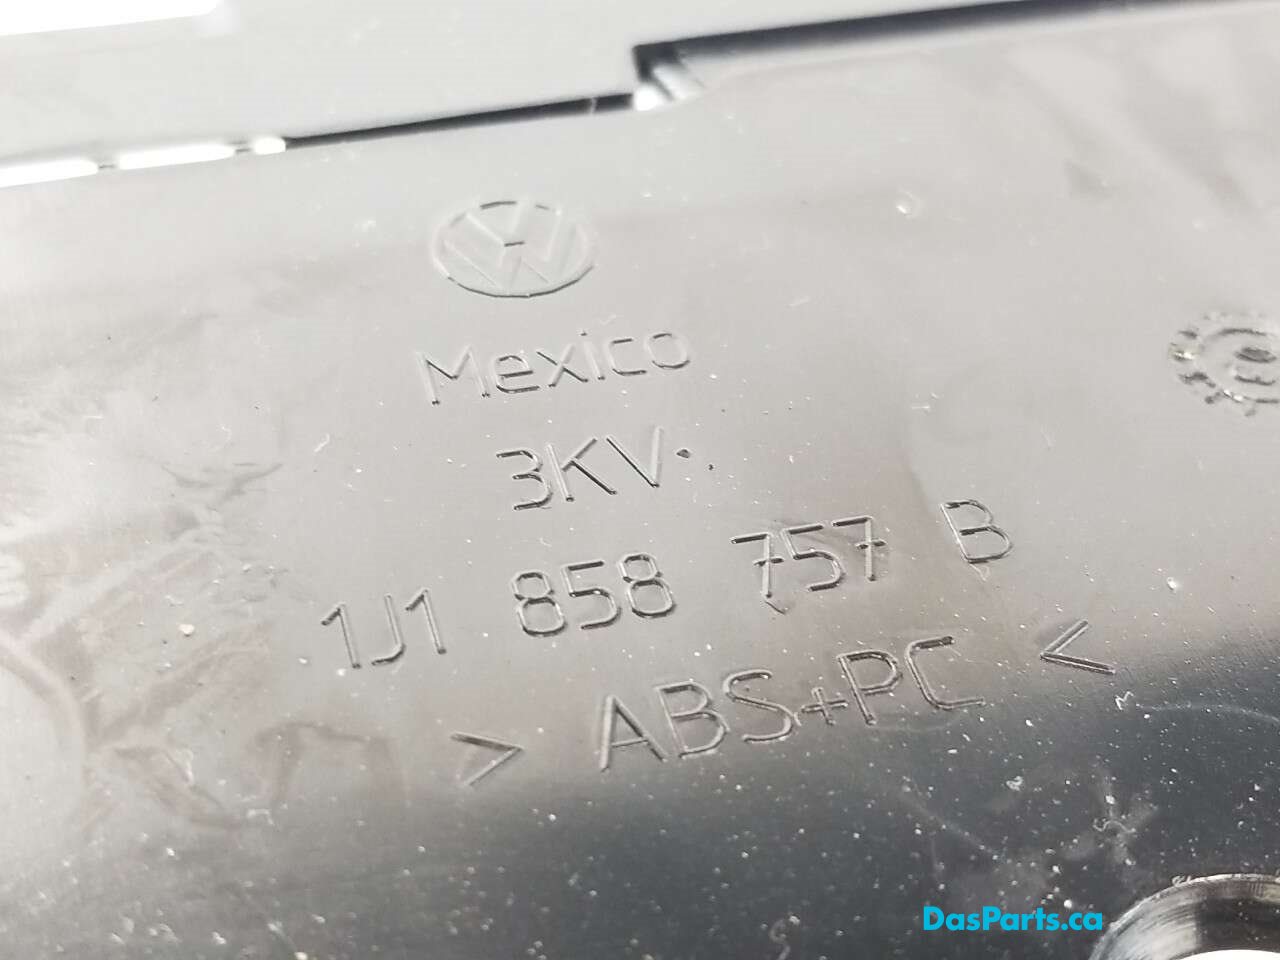 Mexico
3KV.
1J1 858 757 B
> ABS+PC <
DasParts.ca